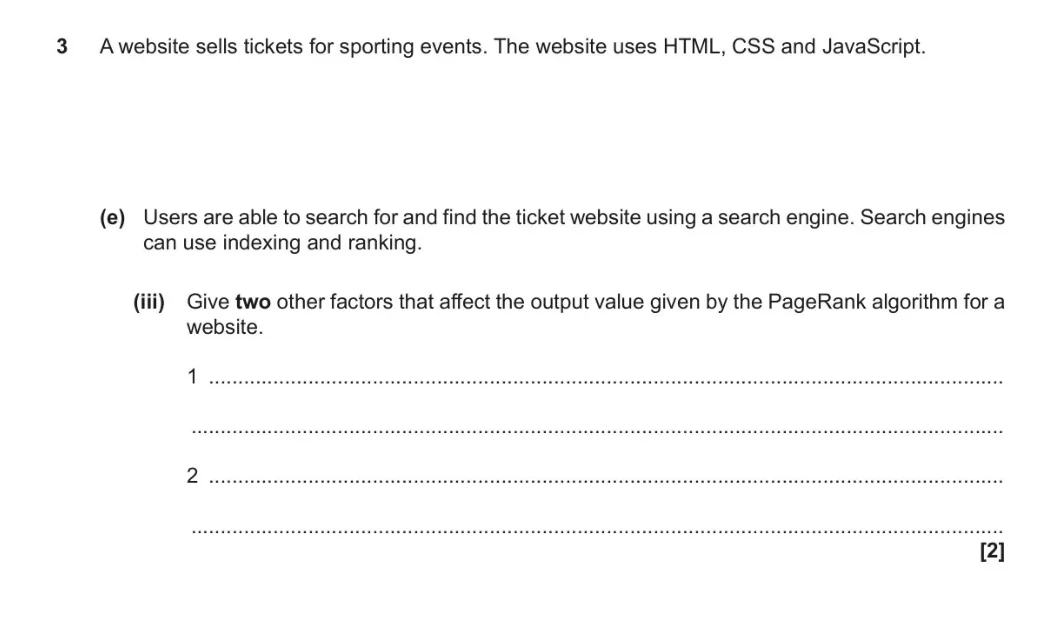 3 A website sells tickets for sporting events. The website uses HTML, CSS and JavaScript.
(e) Users are able to search for and find the ticket website using a search engine. Search engines
can use indexing and ranking.
(iii) Give two other factors that affect the output value given by the PageRank algorithm for a
website.
1 ................................................................................................................................
................................................................................................................................
2 ................................................................................................................................
................................................................................................................................
[2]